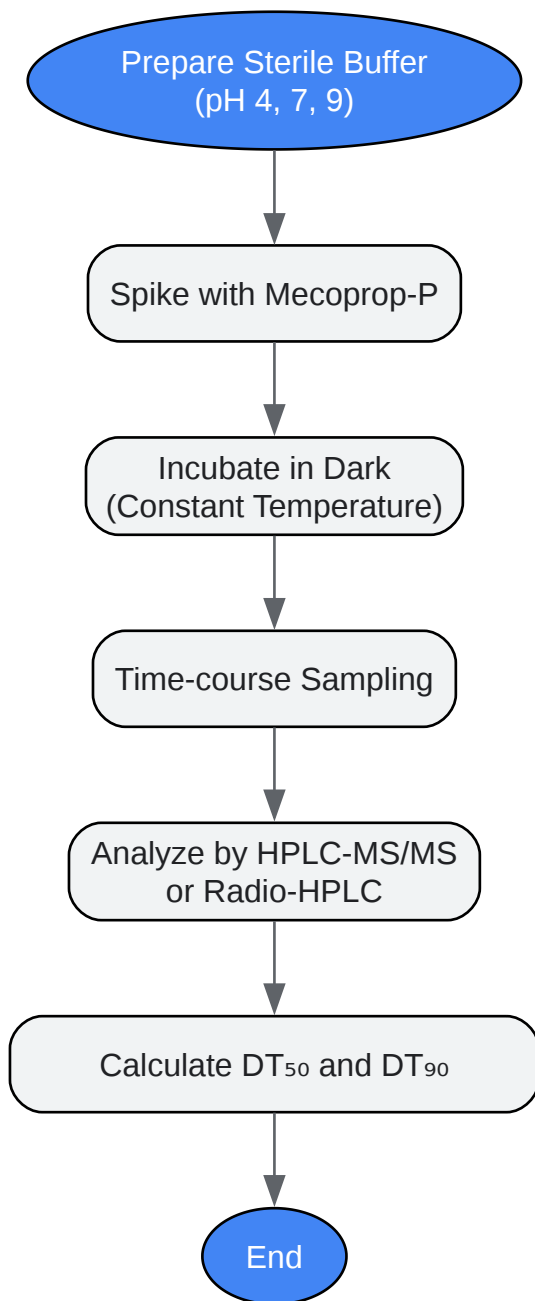 Prepare Sterile Buffer
(pH 4, 7, 9)
Spike with Mecoprop-P
Incubate in Dark
(Constant Temperature)
Time-course Sampling
Analyze by HPLC-MS/MS
or Radio-HPLC
Calculate DT₅₀ and DT₉₀
End